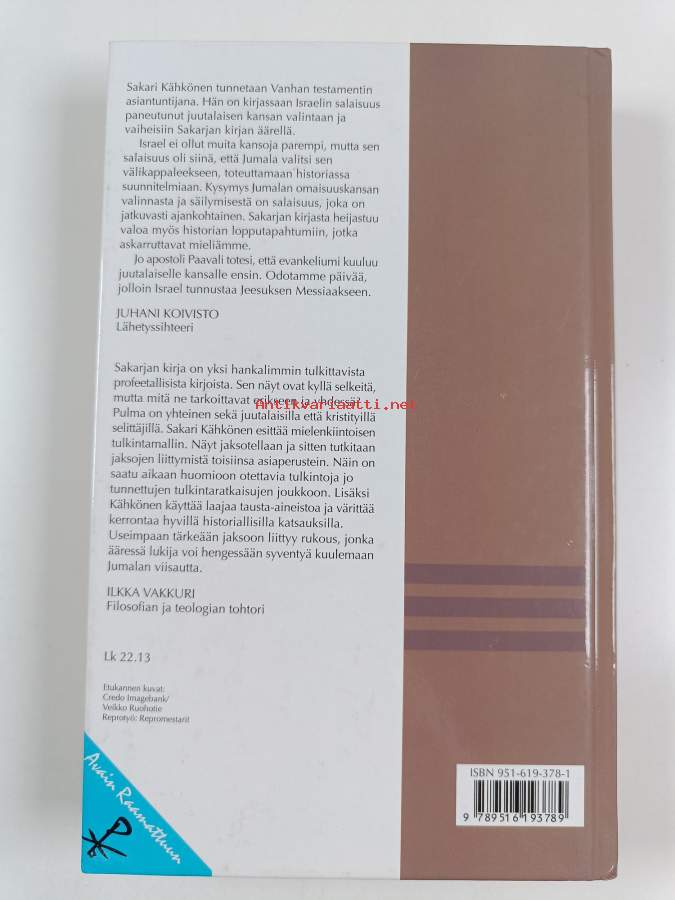 Sakari Kähkönen tunnetaan Vanhan testamentin
asiantuntijana. Hän on kirjassaan Israelin salaisuus
paneutunut juutalaisen kansan valintaan ja
vaiheisiin Sakarjan kirjan äärellä.
Israel ei ollut muita kansoja parempi, mutta sen
salaisuus oli siinä, että Jumala valitsi sen
välikappaleekseen, toteuttamaan historiassa
suunnitelmiaan. Kysymys Jumalan omaisuuskansan
valinnasta ja säilymisestä on salaisuus, joka on
jatkuvasti ajankohtainen. Sakarjan kirjasta heijastuu
valoa myös historian lopputapahtumiin, jotka
askarruttavat mieliämme.
Jo apostoli Paavali totesi, että evankeliumi kuuluu
juutalaiselle kansalle ensin. Odotamme päivää,
jolloin Israel tunnustaa Jeesuksen Messiaakseen.
JUHANI KOIVISTO
Lähetyssihteeri
Sakarjan kirja on yksi hankalimmin tulkittavista
profeetallisista kirjoista. Sen näyt ovat kyllä selkeitä,
mutta mitä ne tarkoittavat esikseen ja yhdessä?
Antikvariaatti.net
Pulma on yhteinen sekä juutalaisilla että kristityillä
selittäjillä. Sakari Kähkönen esittää mielenkiintoisen
tulkintamallin. Näyt jaksotellaan ja sitten tutkitaan
jaksojen liittymistä toisiinsa asiaperustein. Näin on
saatu aikaan huomioon otettavia tulkintoja jo
tunnettujen tulkintaratkaisujen joukkoon. Lisäksi
Kähkönen käyttää laajaa tausta-aineistoa ja värittää
kerrontaa hyvillä historiallisilla katsauksilla.
Useimpaan tärkeään jaksoon liittyy rukous, jonka
ääressä lukija voi hengessään syventyä kuulemaan
Jumalan viisautta.
ILKKA VAKKURI
Filosofian ja teologian tohtori
Lk 22.13
Etukannen kuvat:
Credo Imagebank/
Veikko Ruohotie
Reprotyö: Repromestarit
Avain Raamattuun
ISBN 951-619-378-1
9 789516 193789